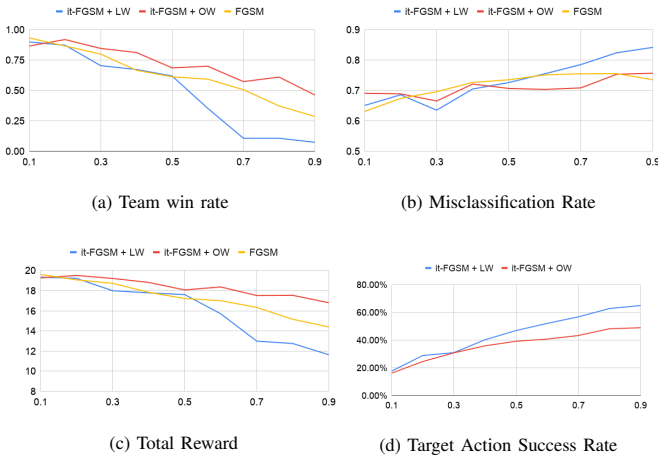 it-FGSM + LW it-FGSM + OW FGSM
1.00
0.75
0.50
0.25
0.00
0.1 0.3 0.5 0.7 0.9
(a) Team win rate
it-FGSM + LW it-FGSM + OW FGSM
0.9
0.8
0.7
0.6
0.5
0.1 0.3 0.5 0.7 0.9
(b) Misclassification Rate
it-FGSM + LW it-FGSM + OW FGSM
20
18
16
14
12
10
8
0.1 0.3 0.5 0.7 0.9
(c) Total Reward
it-FGSM + LW it-FGSM + OW
80.00%
60.00%
40.00%
20.00%
0.00%
0.1 0.3 0.5 0.7 0.9
(d) Target Action Success Rate